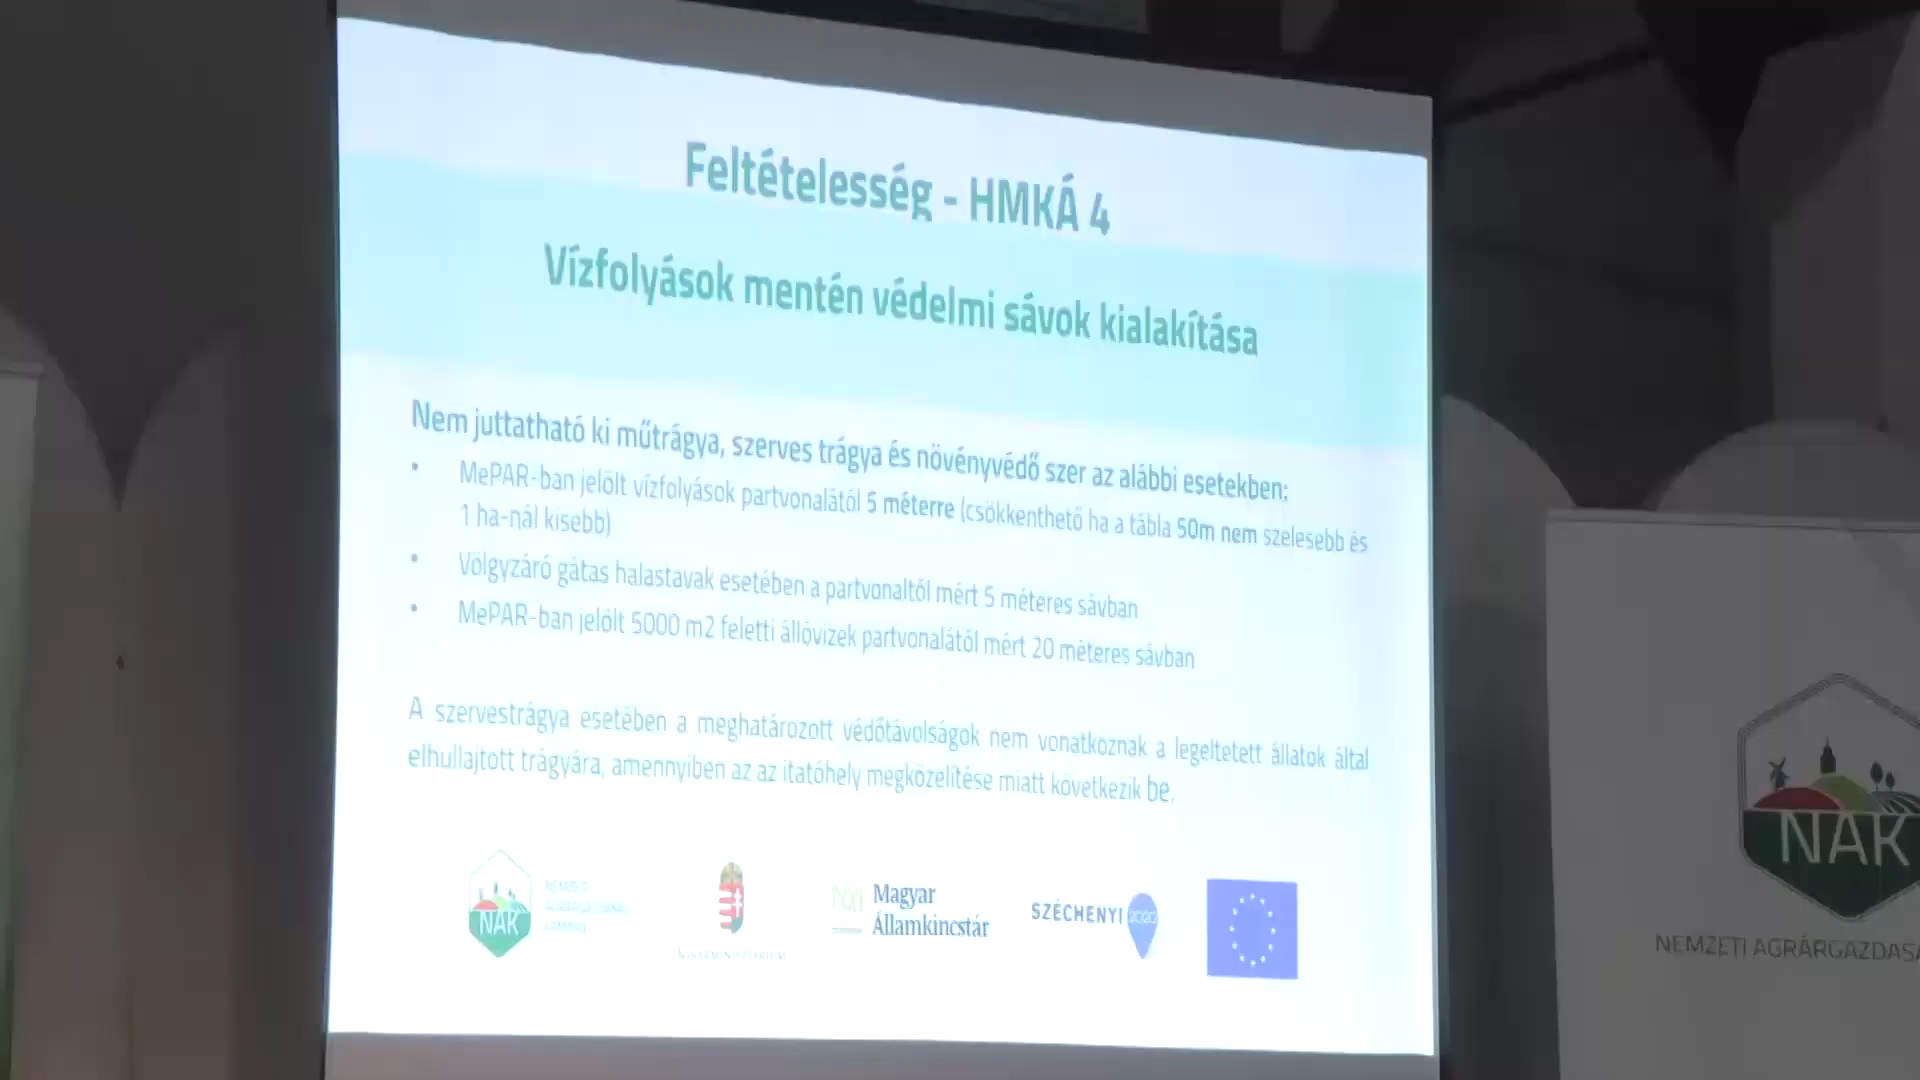 Feltételesség - HMKÁ 4
Vízfolyások mentén védelmi sávok kialakítása
Nem juttatható ki műtrágya, szerves trágya és növényvédő szer az alábbi esetekben:
• MePAR-ban jelölt vízfolyások partvonalától 5 méterre (csökkenthető ha a tábla 50m nem szelesebb és
1 ha-nál kisebb)
• Völgyzáró gátas halastavak esetében a partvonaltól mért 5 méteres sávban
• MePAR-ban jelölt 5000 m2 feletti állóvizek partvonalától mért 20 méteres sávban
A szervestrágya esetében a meghatározott védőtávolságok nem vonatkoznak a legeltetett állatok által
elhullajtott trágyára, amennyiben az az itatóhely megközelítése miatt következik be.
NAK
NEMZETI
AGRÁRGAZDASÁGI
KAMARA
Magyar
Államkincstár
SZÉCHENYI 2020
NAK
NEMZETI AGRÁRGAZDASÁ